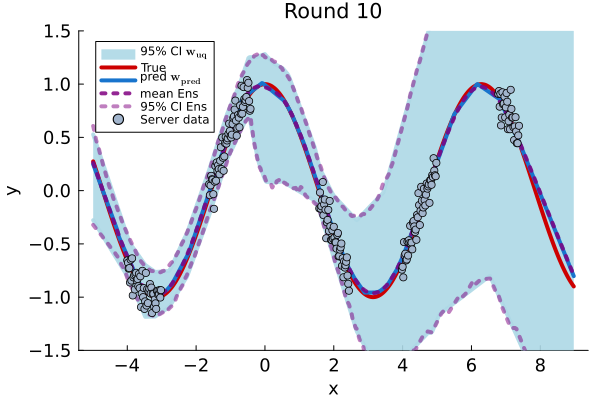 Round 10
1.5
1.0
0.5
0.0
−0.5
−1.0
−1.5
y
95% CI w_uq
True
pred w_pred
mean Ens
95% CI Ens
Server data
−4 −2 0 2 4 6 8
x